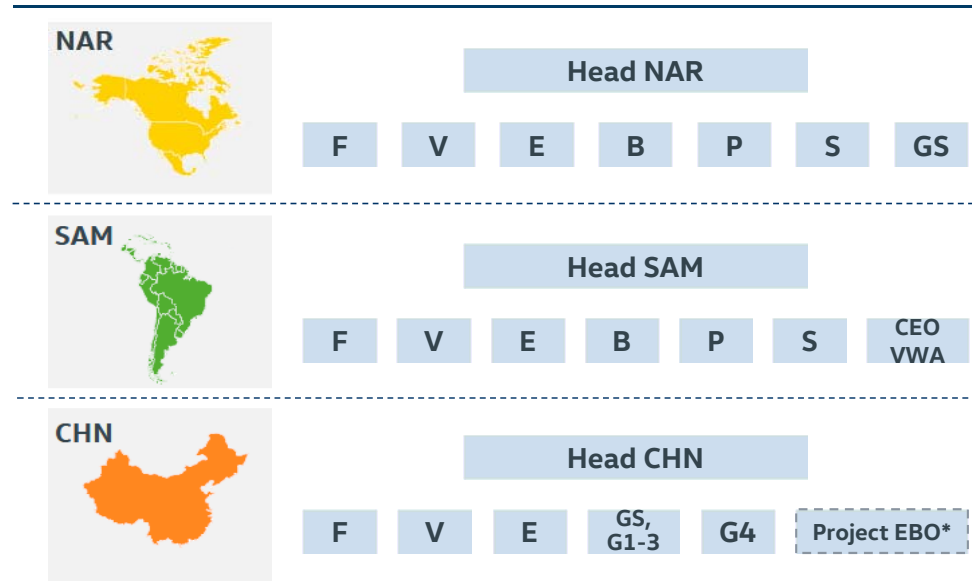 NAR
Head NAR
F V E B P S GS
SAM
Head SAM
F V E B P S CEO
VWA
CHN
Head CHN
F V E GS,
G1-3 G4 Project EBO*